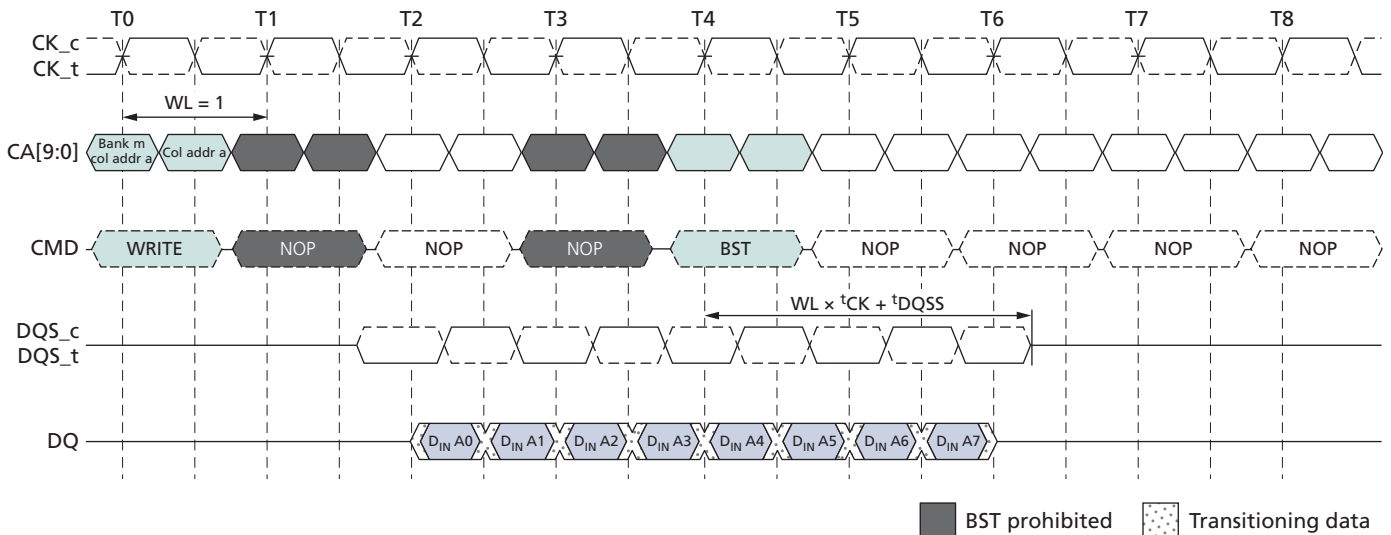 T0 T1 T2 T3 T4 T5 T6 T7 T8
CK_c
CK_t
WL = 1
CA[9:0] Bank m col addr a Col addr a
CMD WRITE NOP NOP NOP BST NOP NOP NOP NOP
WL × tCK + tDQSS
DQS_c
DQS_t
DQ DIN A0 DIN A1 DIN A2 DIN A3 DIN A4 DIN A5 DIN A6 DIN A7
BST prohibited Transitioning data